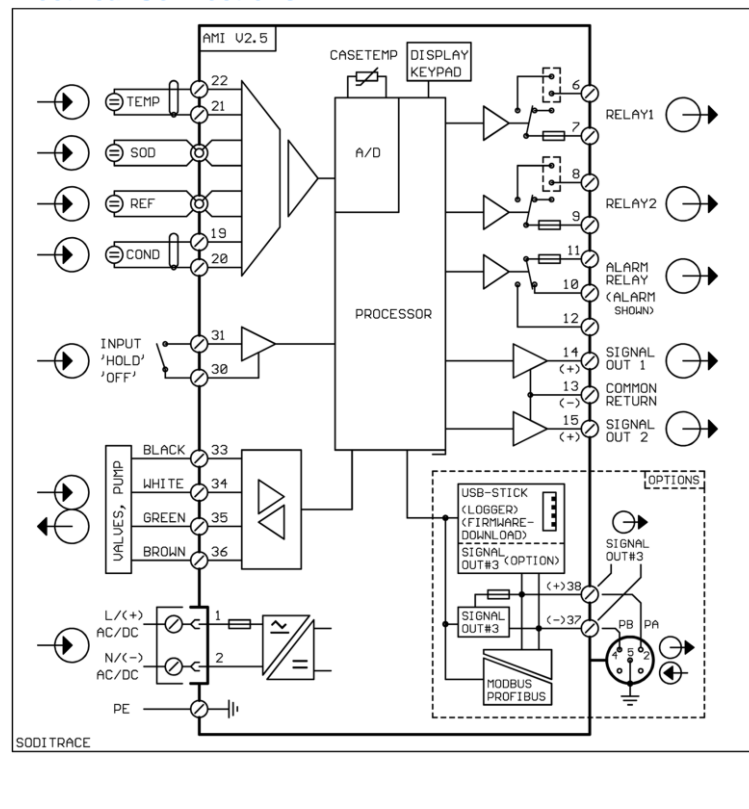 AMI V2.5
CASETEMP
DISPLAY
KEYPAD
22
TEMP
21
SOD
REF
19
COND
20
A/D
PROCESSOR
6
RELAY1
7
8
RELAY2
9
11
ALARM
RELAY
10
(ALARM
SHOWN)
12
INPUT
'HOLD'
'OFF'
31
30
14
(+)
SIGNAL
OUT 1
13
(-)
COMMON
RETURN
15
(+)
SIGNAL
OUT 2
VALVES, PUMP
BLACK
33
WHITE
34
GREEN
35
BROWN
36
OPTIONS
USB-STICK
(LOGGER)
(FIRMWARE-
DOWNLOAD)
SIGNAL
OUT#3 (OPTION)
SIGNAL
OUT#3
(+)38
SIGNAL
OUT#3
(-)37
PB
PA
4
5
2
MODBUS
PROFIBUS
L/(+)
AC/DC
1
N/(-)
AC/DC
2
PE
SODITRACE